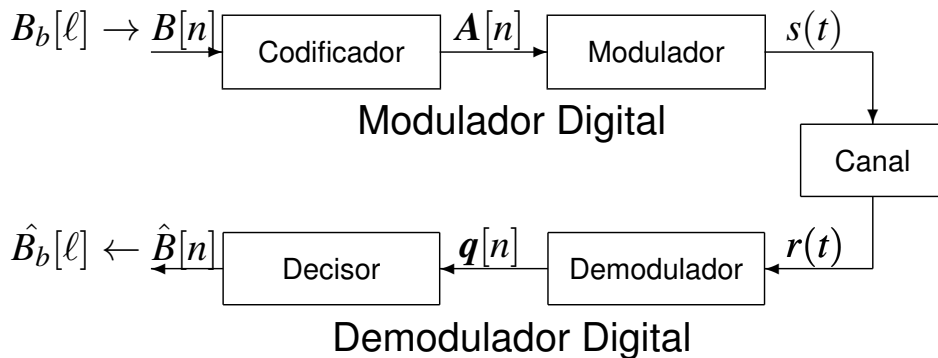 B_b[ℓ] → B[n] Codificador A[n] Modulador s(t)
Modulador Digital
Canal
B̂_b[ℓ] ← B̂[n] Decisor q[n] Demodulador r(t)
Demodulador Digital